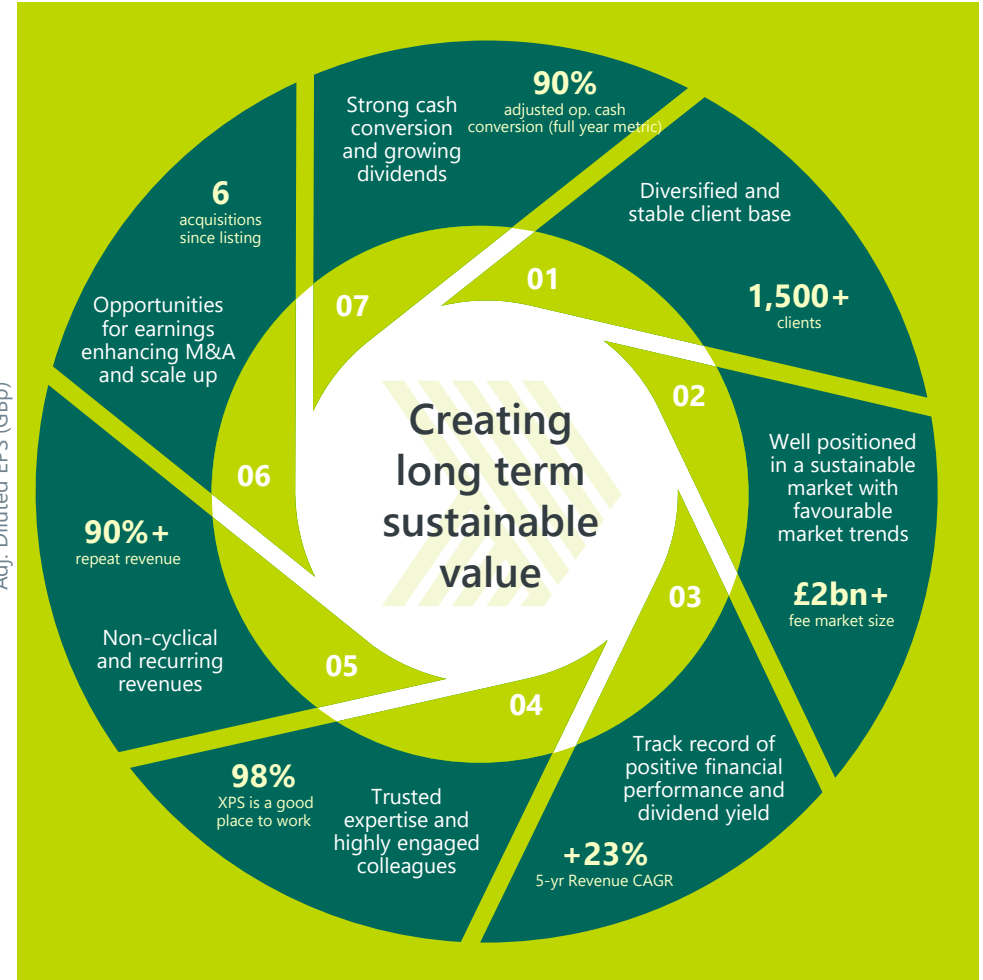 Creating
long term
sustainable
value
01
Diversified and
stable client base
1,500+
clients
02
Well positioned
in a sustainable
market with
favourable
market trends
£2bn+
fee market size
03
Track record of
positive financial
performance and
dividend yield
+23%
5-yr Revenue CAGR
04
98%
XPS is a good
place to work
Trusted
expertise and
highly engaged
colleagues
05
90%+
repeat revenue
Non-cyclical
and recurring
revenues
06
6
acquisitions
since listing
Opportunities
for earnings
enhancing M&A
and scale up
07
Strong cash
conversion
and growing
dividends
90%
adjusted op. cash
conversion (full year metric)
Adj. Diluted EPS (GBp)